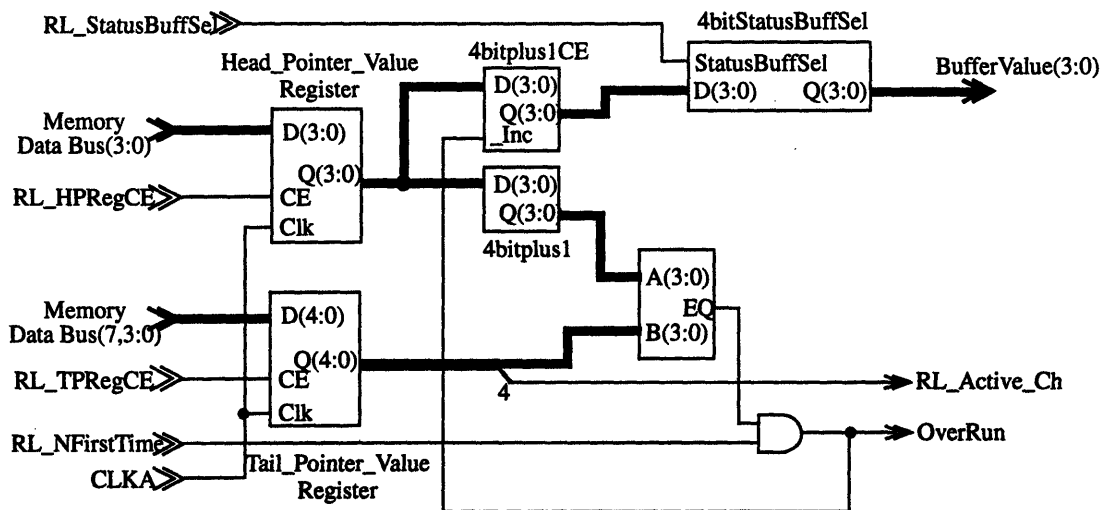 RL_StatusBuffSel
4bitStatusBuffSel
StatusBuffSel
D(3:0)
Q(3:0)
BufferValue(3:0)
4bitplus1CE
D(3:0)
Q(3:0)
_Inc
Head_Pointer_Value
Register
Memory
Data Bus(3:0)
D(3:0)
Q(3:0)
RL_HPRegCE
CE
Clk
D(3:0)
Q(3:0)
4bitplus1
A(3:0)
EQ
B(3:0)
Memory
Data Bus(7,3:0)
D(4:0)
Q(4:0)
RL_TPRegCE
CE
4
RL_Active_Ch
Clk
RL_NFirstTime
OverRun
CLKA
Tail_Pointer_Value
Register